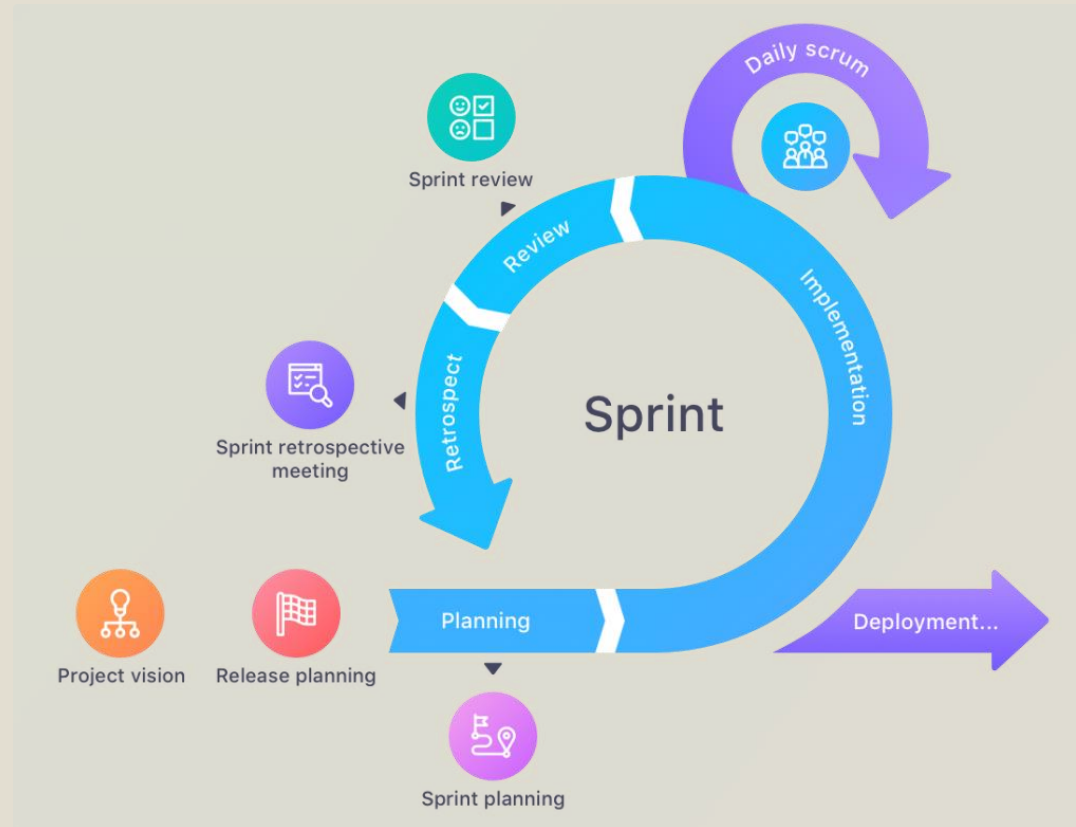 Daily scrum
Sprint review
Review
Implementation
Sprint
Retrospect
Sprint retrospective
meeting
Planning
Deployment...
Project vision
Release planning
Sprint planning